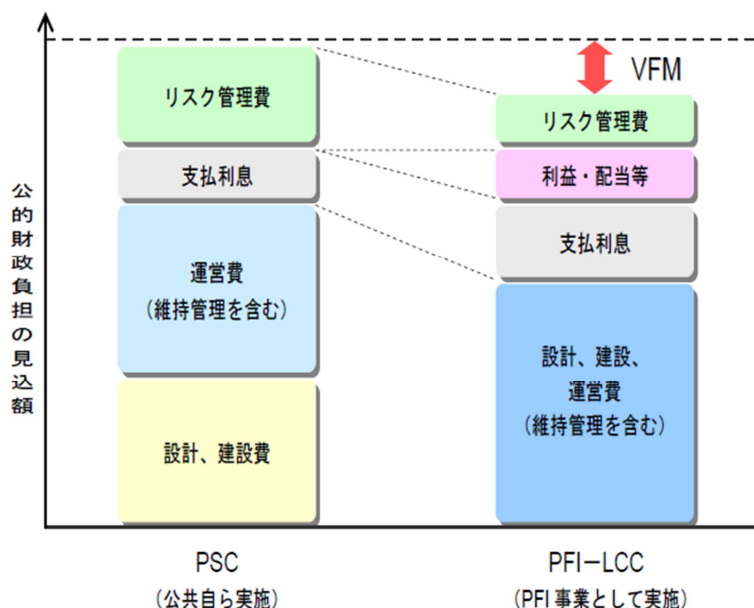 公的財政負担の見込額
リスク管理費
支払利息
運営費
（維持管理を含む）
設計、建設費
VFM
リスク管理費
利益・配当等
支払利息
設計、建設、
運営費
（維持管理を含む）
PSC
（公共自ら実施）
PFI－LCC
（PFI 事業として実施）